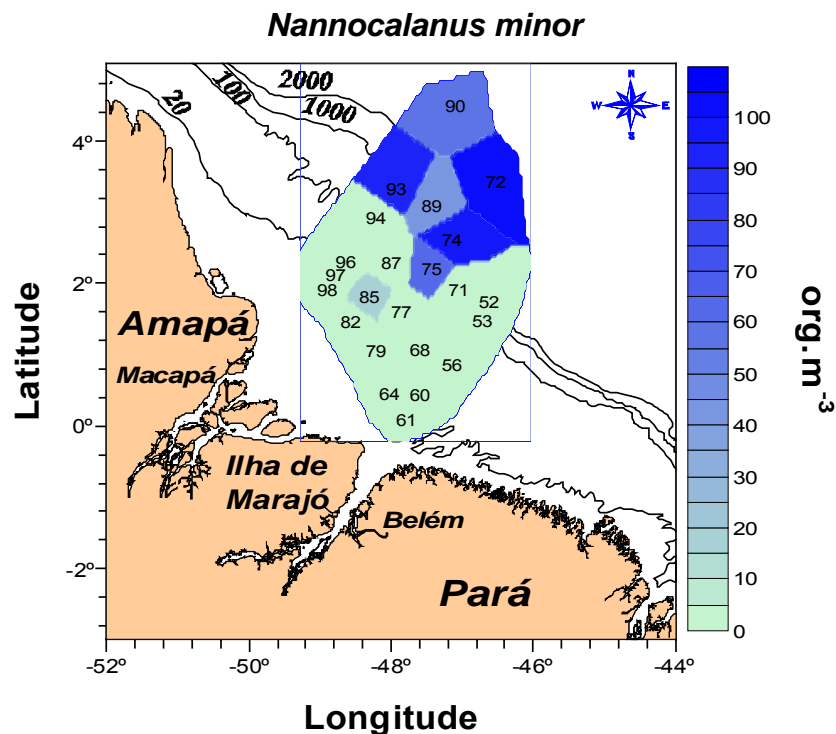 Nannocalanus minor
2000
1000
100
20
N
W E
S
90
93
72
89
94
74
96
87
75
97
98
85
71
52
77
53
82
79
68
56
64
60
61
Amapá
Macapá
Ilha de
Marajó
Belém
Pará
4º
2º
0º
-2º
Latitude
-52º
-50º
-48º
-46º
-44º
Longitude
100
90
80
70
60
50
40
30
20
10
0
org.m-3